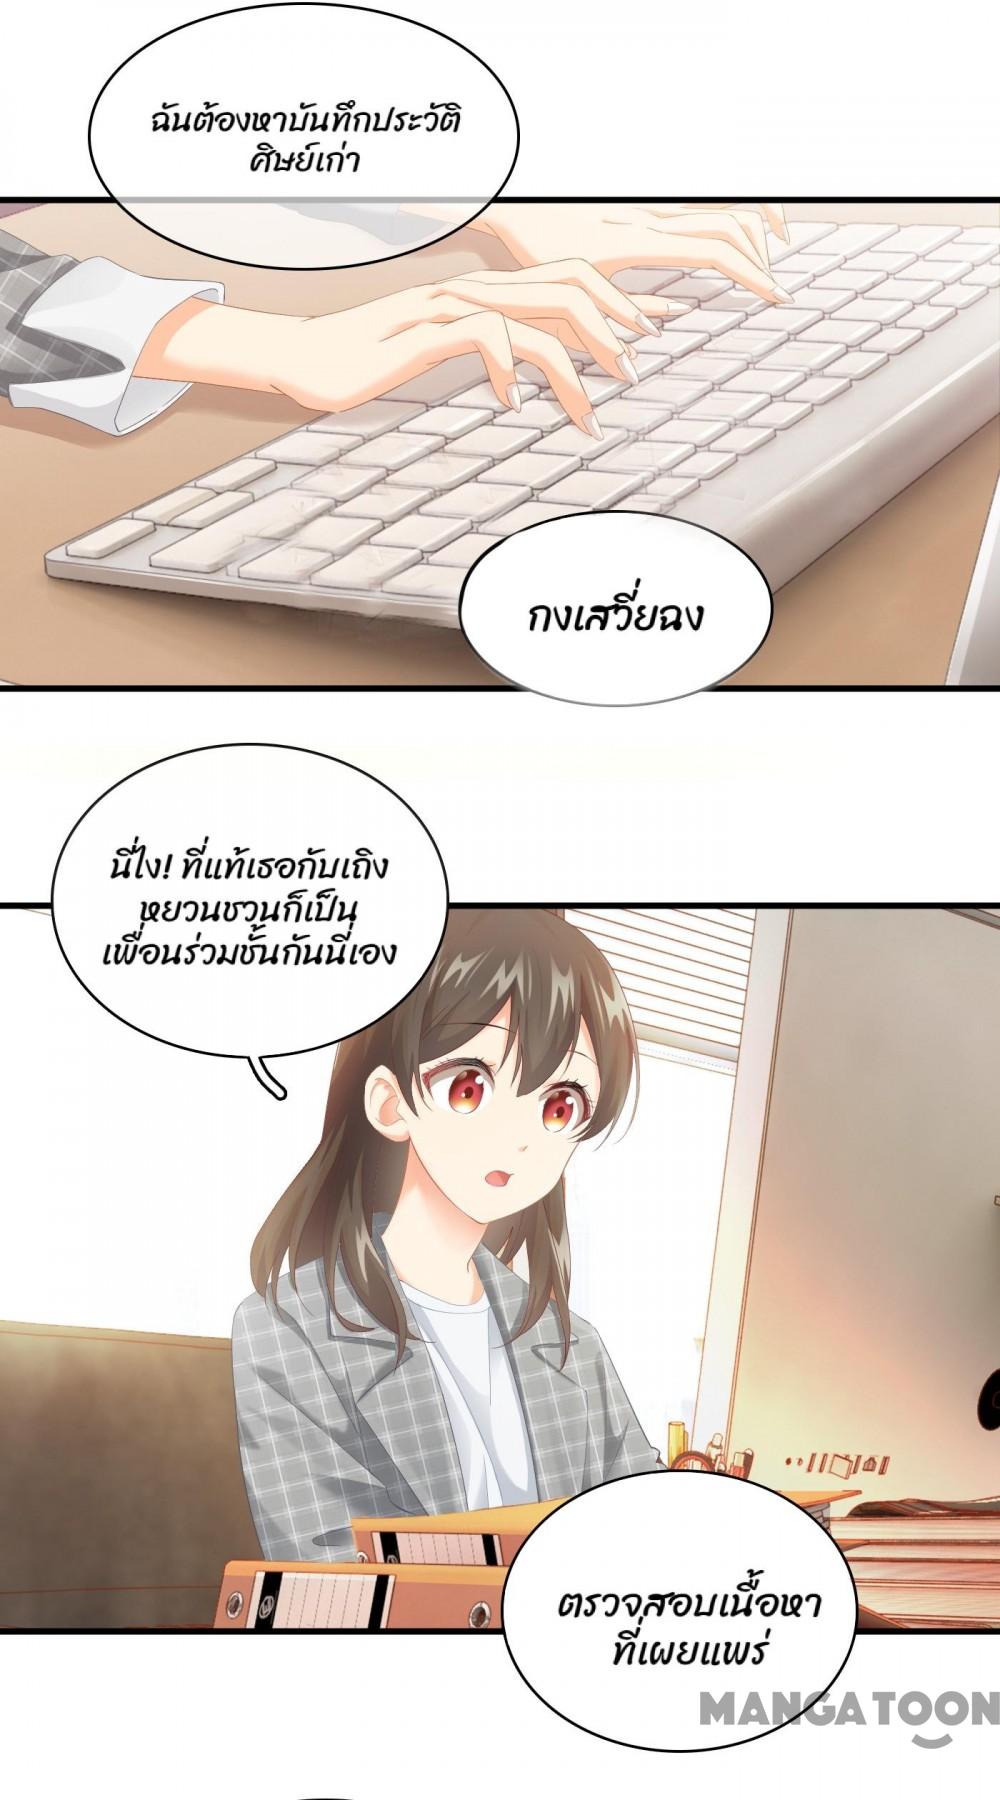 ฉันต้องหาบันทึกประวัติ
ศิษย์เก่า
กงเสวี่ยฉง
นี่ไง! ที่แท้เธอกับเถิง
หยวนชวนก็เป็น
เพื่อนร่วมชั้นกันนี่เอง
ตรวจสอบเนื้อหา
ที่เผยแพร่
MANGATOON